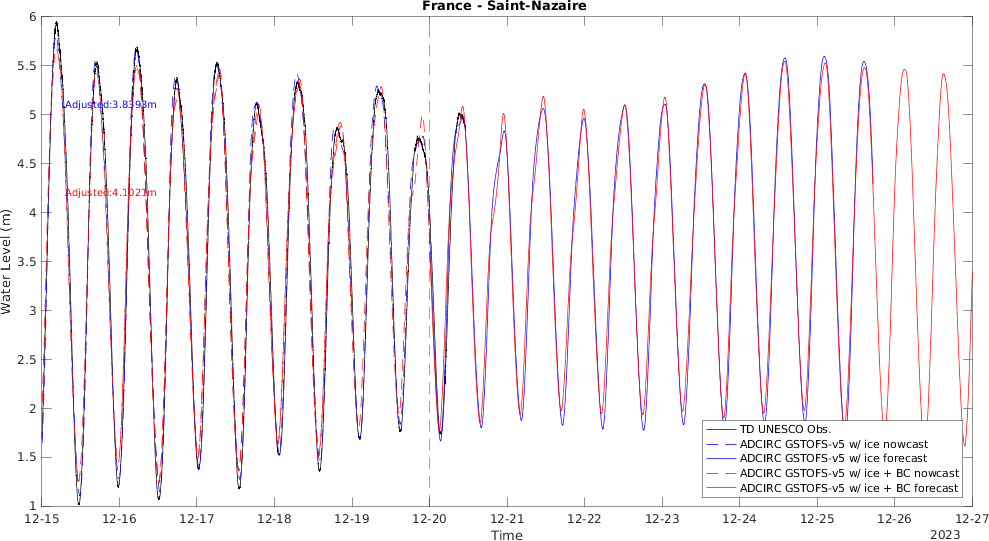 France - Saint-Nazaire
Water Level (m)
6
5.5
5
4.5
4
3.5
3
2.5
2
1.5
1
Adjusted:3.8393m
Adjusted:4.1021m
TD UNESCO Obs.
ADCIRC GSTOFS-v5 w/ ice nowcast
ADCIRC GSTOFS-v5 w/ ice forecast
ADCIRC GSTOFS-v5 w/ ice + BC nowcast
ADCIRC GSTOFS-v5 w/ ice + BC forecast
12-15 12-16 12-17 12-18 12-19 12-20 12-21 12-22 12-23 12-24 12-25 12-26 12-27
Time
2023